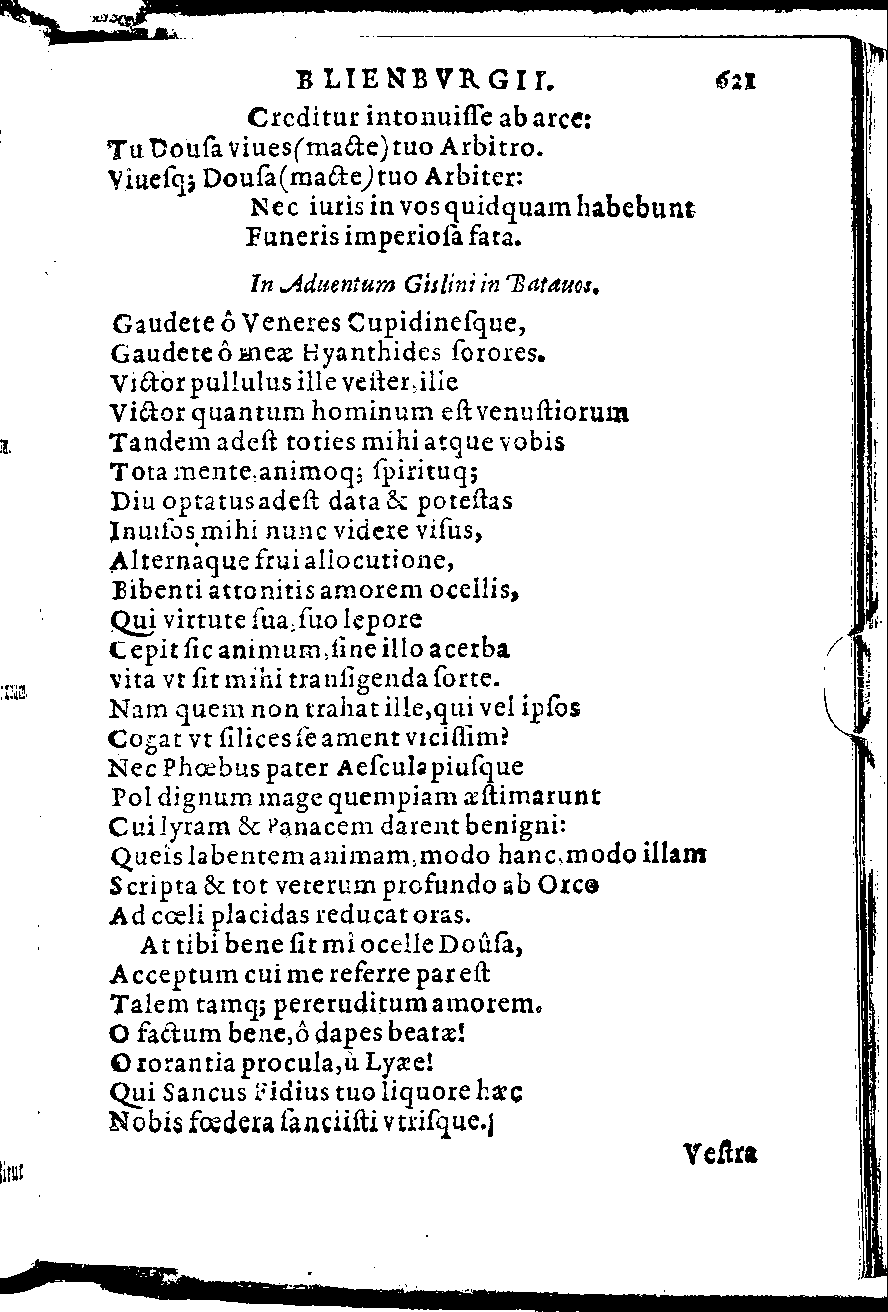 BLIENBVRGII. 621
Creditur intonuiſſe ab arce:
Tu Douſa viues (macte) tuo Arbitro.
Viueſq; Douſa (macte) tuo Arbiter:
Nec iuris in vos quidquam habebunt
Funeris imperioſa fata.
In Aduentum Giſlini in Batauos.
Gaudete ô Veneres Cupidineſque,
Gaudete ô meæ Hyanthides ſorores.
Victor pullulus ille veſter, ille
Victor quantum hominum eſt venuſtiorum
Tandem adeſt toties mihi atque vobis
Tota mente, animoq; ſpirituq;
Diu optatus adeſt data & poteſtas
Inuiſos mihi nunc videre viſus,
Alternàque frui allocutione,
Bibenti attonitis amorem ocellis,
Qui virtute ſua, ſuo lepore
Cepit ſic animum, ſine illo acerba
vita vt ſit mihi tranſigenda ſorte.
Nam quem non trahat ille, qui vel ipſos
Cogat vt ſilices ſe ament viciſſim?
Nec Phœbus pater Aeſculapiuſque
Pol dignum mage quempiam æſtimarunt
Cui lyram & Panacem darent benigni:
Queis labentem animam, modo hanc, modo illam
Scripta & tot veterum profundo ab Orco
Ad cœli placidas reducat oras.
At tibi bene ſit mi ocelle Doûſa,
Acceptum cui me referre par eſt
Talem tamq; pereruditum amorem.
O factum bene, ô dapes beatæ!
O rorantia procula, ù Lyæe!
Qui Sancus Fidius tuo liquore hæc
Nobis fœdera ſanciiſti vtriſque.
Veſtra